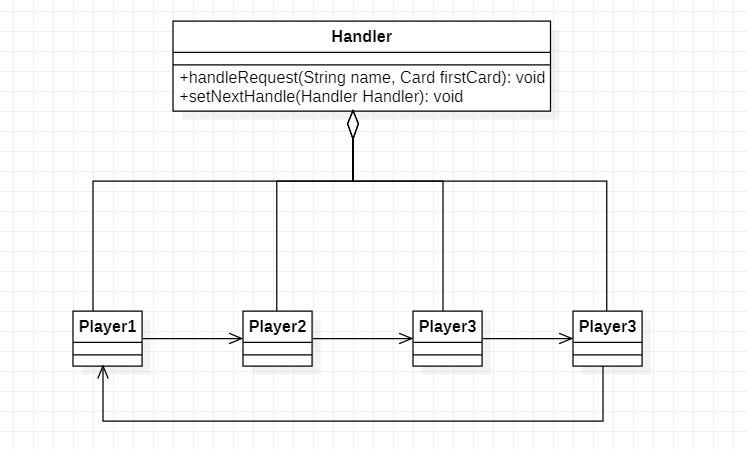 Handler
+handleRequest(String name, Card firstCard): void
+setNextHandle(Handler Handler): void
Player1
Player2
Player3
Player3